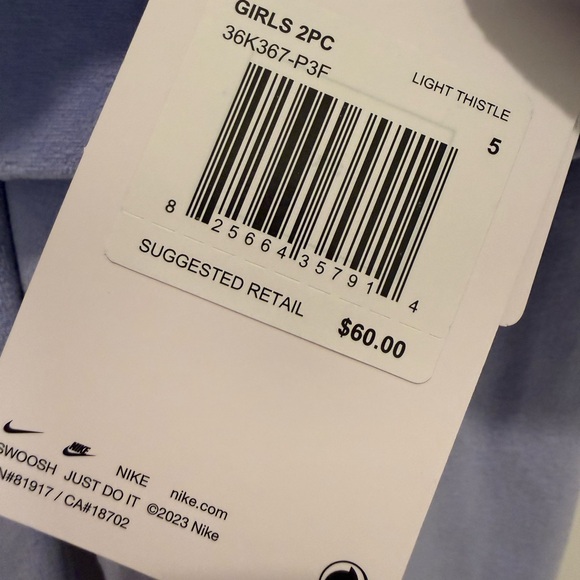 GIRLS 2PC
36K367-P3F
LIGHT THISTLE
5
8 25664 35791 4
SUGGESTED RETAIL
$60.00
NIKE
SWOOSH JUST DO IT NIKE nike.com
N#81917 / CA#18702 ©2023 Nike